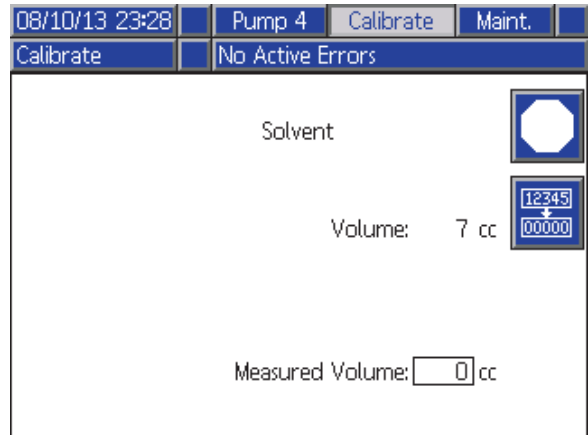 08/10/13 23:28 Pump 4 Calibrate Maint.
Calibrate No Active Errors
Solvent
12345
Volume: 7 cc 00000
Measured Volume: 0 cc